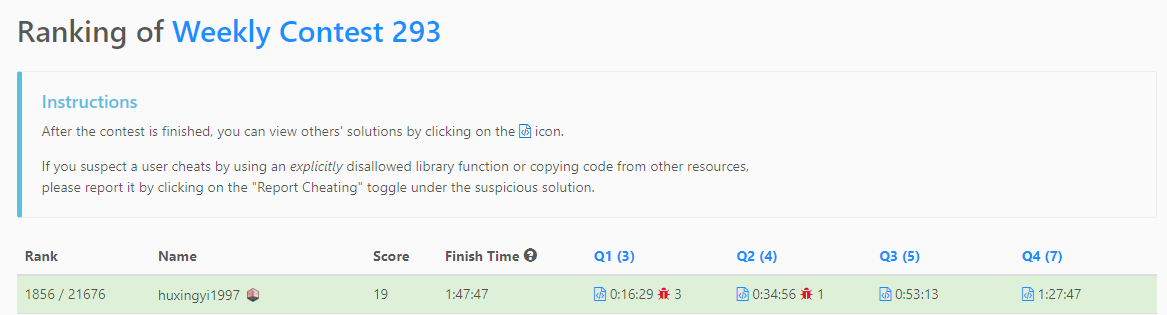 Ranking of Weekly Contest 293
Instructions
After the contest is finished, you can view others' solutions by clicking on the icon.
If you suspect a user cheats by using an explicitly disallowed library function or copying code from other resources,
please report it by clicking on the "Report Cheating" toggle under the suspicious solution.
Rank Name Score Finish Time Q1 (3) Q2 (4) Q3 (5) Q4 (7)
1856 / 21676 huxingyi1997 19 1:47:47 0:16:29 3 0:34:56 1 0:53:13 1:27:47